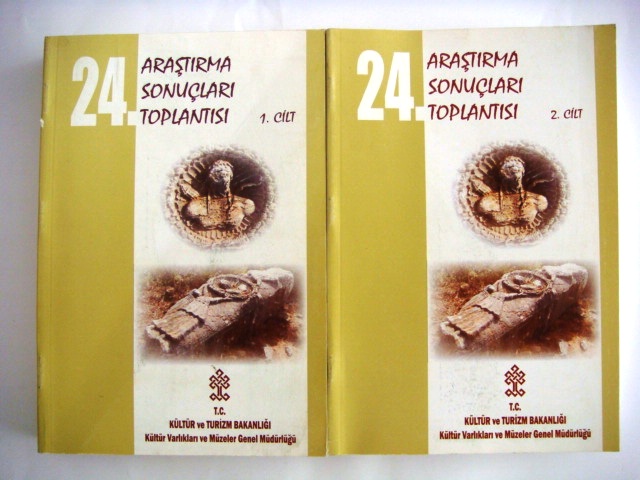 24. ARAŞTIRMA
SONUÇLARI
TOPLANTISI
1. CİLT
T.C.
KÜLTÜR ve TURİZM BAKANLIĞI
Kültür Varlıkları ve Müzeler Genel Müdürlüğü
24. ARAŞTIRMA
SONUÇLARI
TOPLANTISI
2. CİLT
T.C.
KÜLTÜR ve TURİZM BAKANLIĞI
Kültür Varlıkları ve Müzeler Genel Müdürlüğü